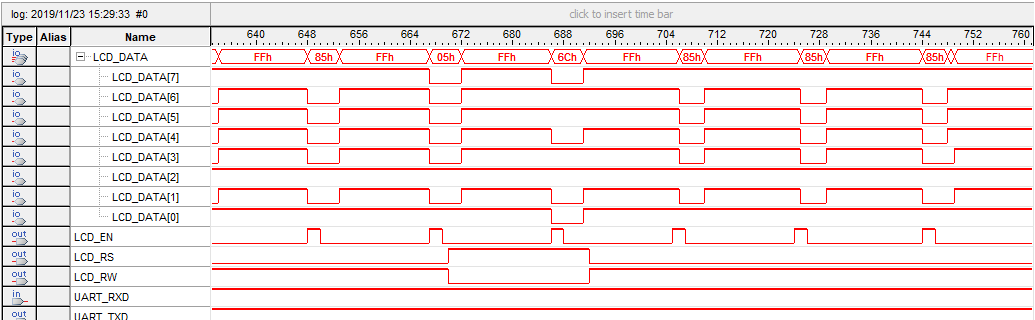 log: 2019/11/23 15:29:33 #0
click to insert time bar
Type Alias Name
640 648 656 664 672 680 688 696 704 712 720 728 736 744 752 760
LCD_DATA FFh 85h FFh 05h FFh 6Ch FFh 85h FFh 85h FFh 85h FFh
io LCD_DATA[7]
io LCD_DATA[6]
io LCD_DATA[5]
io LCD_DATA[4]
io LCD_DATA[3]
io LCD_DATA[2]
io LCD_DATA[1]
io LCD_DATA[0]
out LCD_EN
out LCD_RS
out LCD_RW
in UART_RXD
out UART_TXD